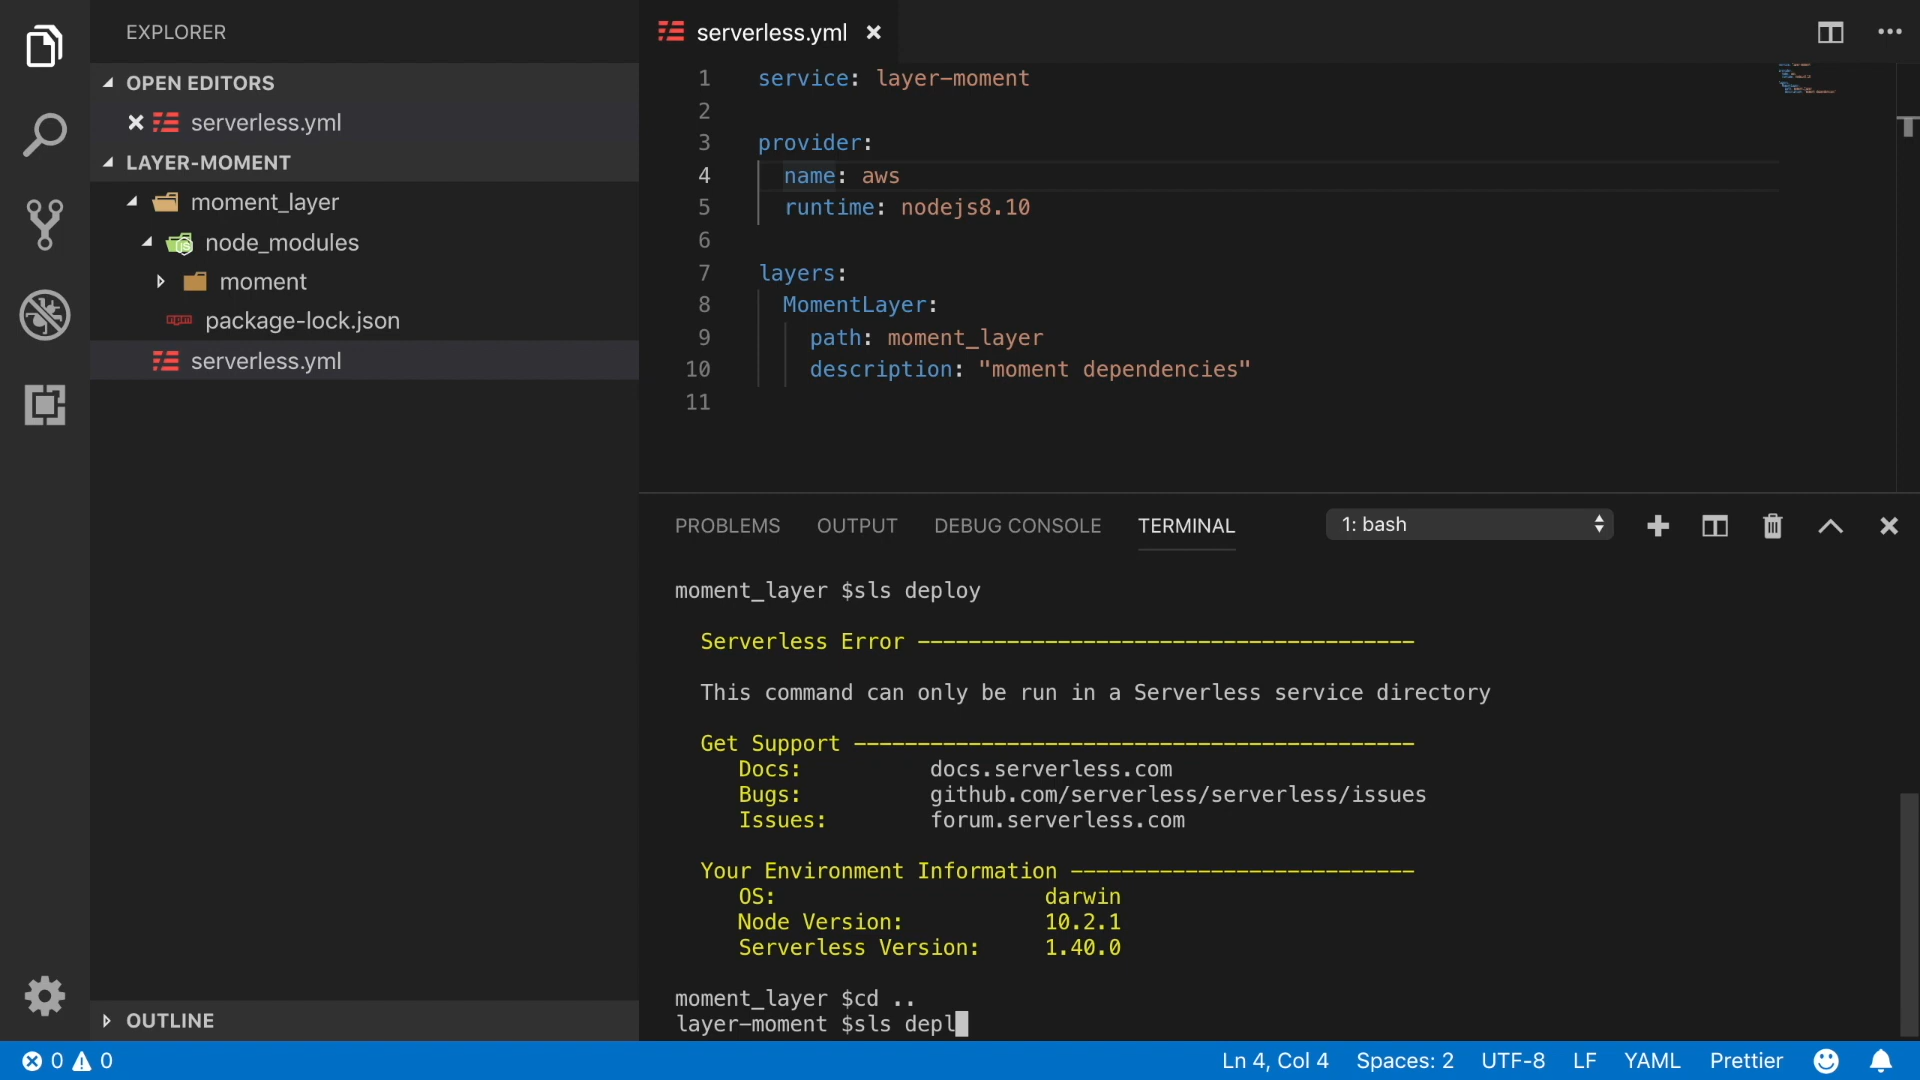 EXPLORER
OPEN EDITORS
serverless.yml
LAYER-MOMENT
moment_layer
node_modules
moment
package-lock.json
serverless.yml
OUTLINE
serverless.yml
1 service: layer-moment
2
3 provider:
4 name: aws
5 runtime: nodejs8.10
6
7 layers:
8 MomentLayer:
9 path: moment_layer
10 description: "moment dependencies"
11
PROBLEMS OUTPUT DEBUG CONSOLE TERMINAL 1: bash
moment_layer $sls deploy
Serverless Error ---------------------------------------
This command can only be run in a Serverless service directory
Get Support --------------------------------------------
Docs: docs.serverless.com
Bugs: github.com/serverless/serverless/issues
Issues: forum.serverless.com
Your Environment Information ---------------------------
OS: darwin
Node Version: 10.2.1
Serverless Version: 1.40.0
moment_layer $cd ..
layer-moment $sls depl
0 0 Ln 4, Col 4 Spaces: 2 UTF-8 LF YAML Prettier